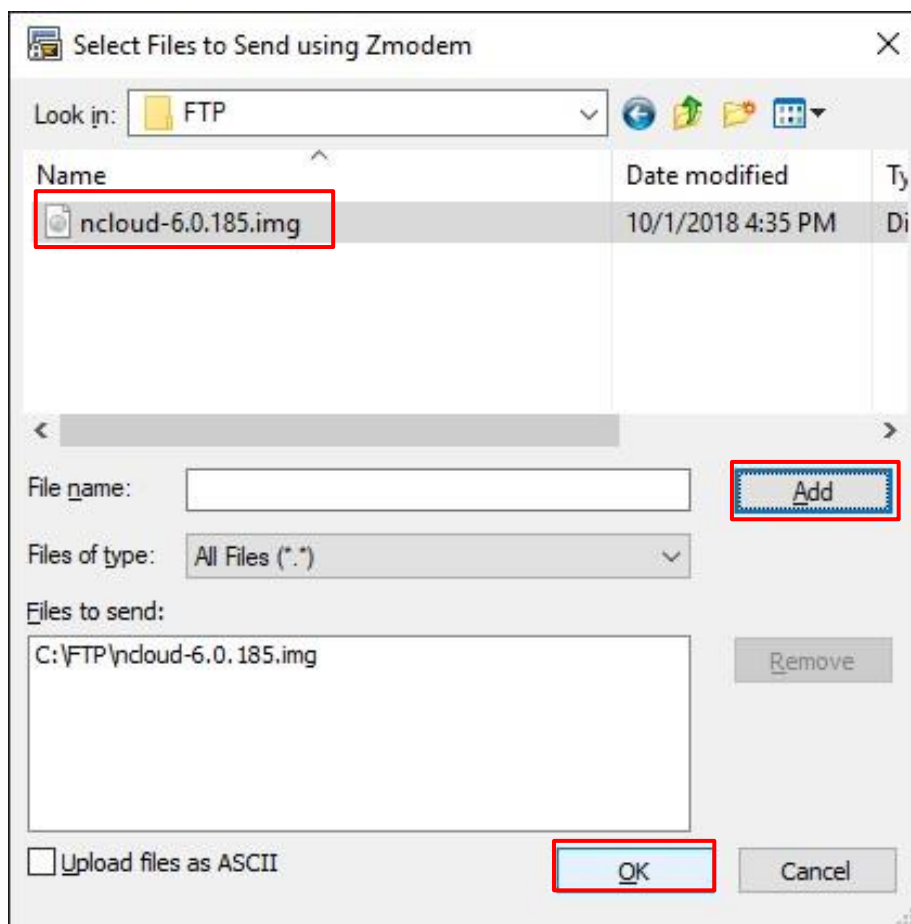 Select Files to Send using Zmodem
Look in: FTP
Name Date modified Ty
ncloud-6.0.185.img 10/1/2018 4:35 PM Di
File name: Add
Files of type: All Files (*.*)
Files to send:
C:\FTP\ncloud-6.0.185.img
Remove
Upload files as ASCII OK Cancel